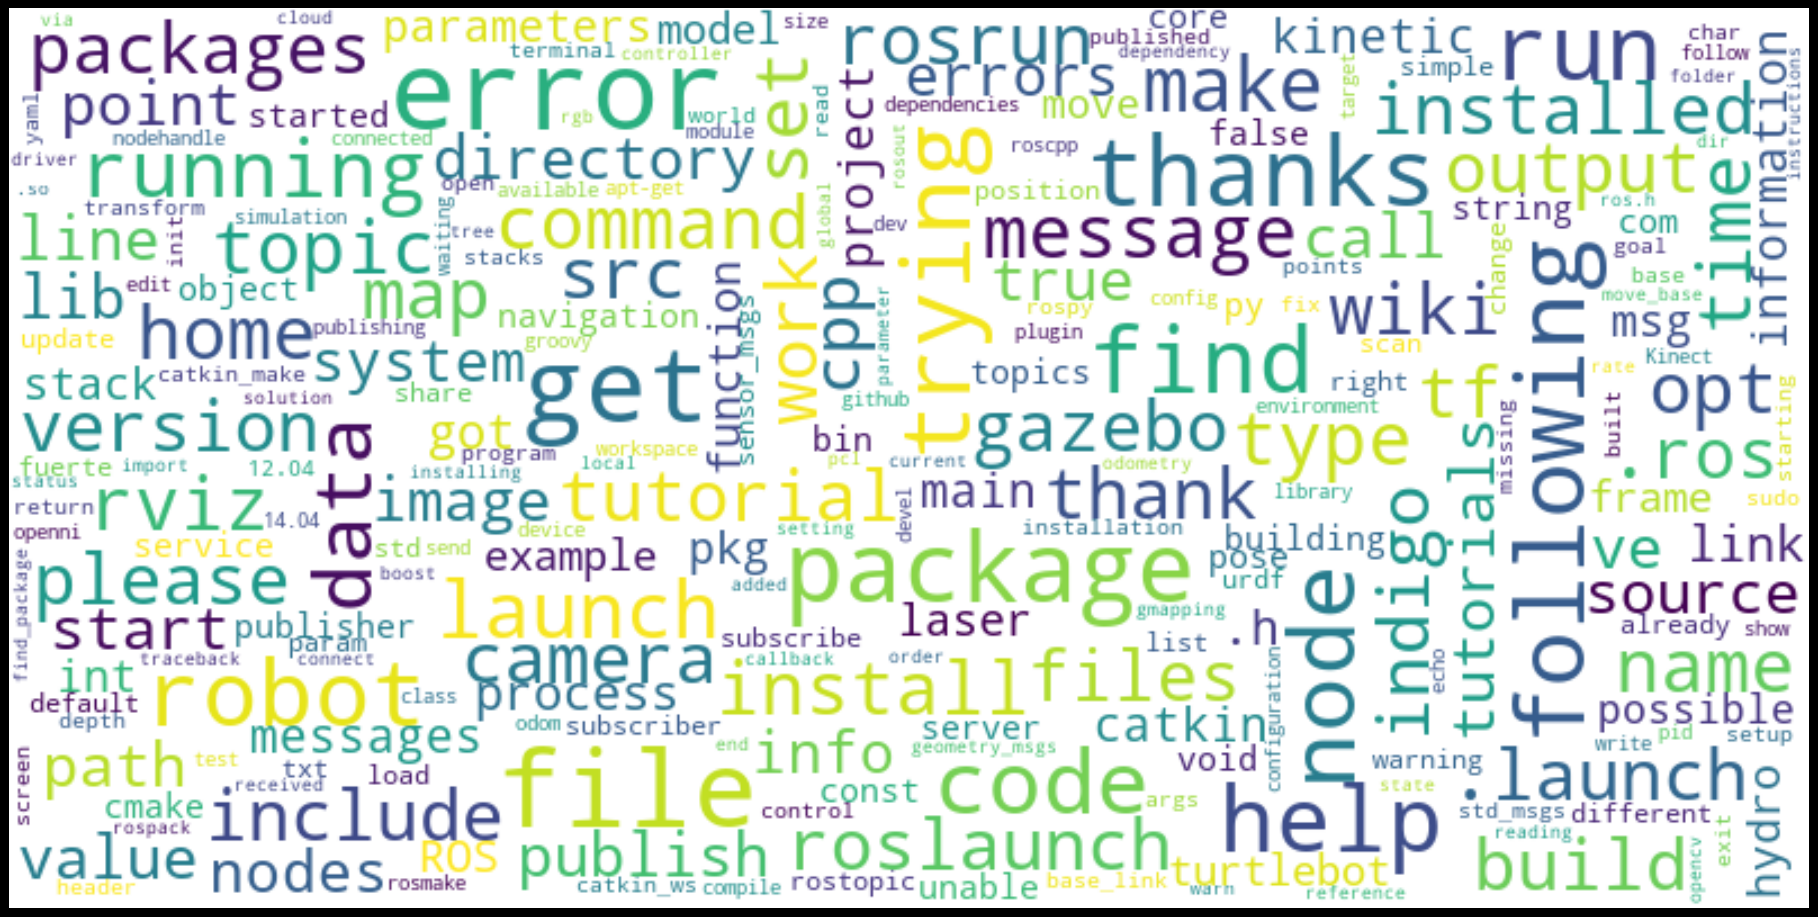 via
cloud
parameters
model
size
core
published
kinetic
run
char
packages
terminal
controller
rosrun
dependency
follow
error
errors
make
simple
folder
information
instructions
point
started
set
read
project
dependencies
move
target
installed
yaml
rgb
world
module
false
nodehandle
connected
directory
rosout
trying
roscpp
thanks
output
dir
time
driver
running
open
available
apt-get
position
.so
transform
simulation
waiting
command
global
dev
message
call
string
ros.h
com
line
init
topic
tree
stacks
goal
lib
edit
object
map
src
function
work
cpp
true
points
change
base
move_base
following
home
publishing
navigation
sensor_msgs
parameter
rospy
config
py
fix
wiki
msg
update
groovy
plugin
scan
Kinect
stack
catkin_make
system
get
topics
find
right
tf
rate
opt
solution
share
github
environment
missing
built
starting
version
data
got
program
workspace
bin
gazebo
type
.ros
fuerte
import
12.04
installing
local
pcl
current
odometry
tutorials
status
return
rviz
image
tutorial
devel
main
thank
library
indigo
frame
sudo
openni
14.04
device
setting
installation
service
std
send
example
pkg
package
building
pose
ve
link
find_package
please
boost
added
urdf
node
source
start
publisher
param
launch
subscribe
laser
gmapping
.h
list
already
show
int
traceback
connect
camera
callback
order
configuration
echo
name
default
robot
class
process
install
files
depth
messages
odom
subscriber
server
catkin
possible
screen
path
test
end
info
geometry_msgs
void
warning
write
pid
setup
txt
received
load
file
const
code
args
state
.launch
hydro
cmake
include
control
help
std_msgs
different
rospack
reading
value
nodes
ROS
publish
roslaunch
turtlebot
build
opencv
exit
header
rosmake
catkin_ws
compile
rostopic
unable
base_link
warn
reference